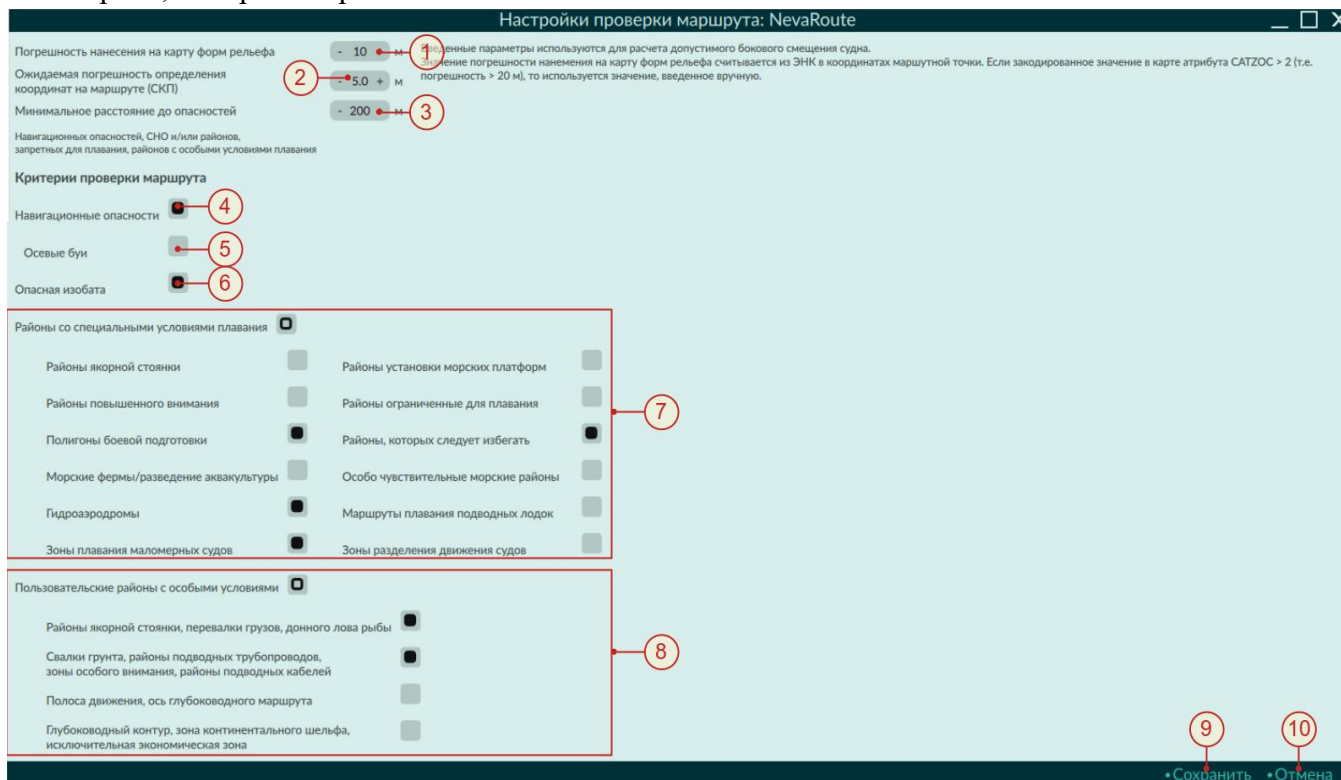 Настройки проверки маршрута: NevaRoute
Погрешность нанесения на карту форм рельефа - 10 м 1
Ожидаемая погрешность определения
координат на маршруте (СКП) 2 - 5.0 + м
Минимальное расстояние до опасностей - 200 м 3
Навигационных опасностей, СНО и/или районов,
запретных для плавания, районов с особыми условиями плавания
веденные параметры используются для расчета допустимого бокового смещения судна.
значение погрешности нанемения на карту форм рельефа считывается из ЭНК в координатах маршутной точки. Если закодированное значение в карте атрибута CATZOC > 2 (т.е.
погрешность > 20 м), то используется значение, введенное вручную.
Критерии проверки маршрута
Навигационные опасности 4
Осевые буи 5
Опасная изобата 6
Районы со специальными условиями плавания
Районы якорной стоянки Районы установки морских платформ
Районы повышенного внимания Районы ограниченные для плавания
7
Полигоны боевой подготовки Районы, которых следует избегать
Морские фермы/разведение аквакультуры Особо чувствительные морские районы
Гидроаэродромы Маршруты плавания подводных лодок
Зоны плавания маломерных судов Зоны разделения движения судов
Пользовательские районы с особыми условиями
Районы якорной стоянки, перевалки грузов, донного лова рыбы
8
Свалки грунта, районы подводных трубопроводов,
зоны особого внимания, районы подводных кабелей
Полоса движения, ось глубоководного маршрута
Глубоководный контур, зона континентального шельфа,
исключительная экономическая зона
9 10
•Сохранить •Отмена